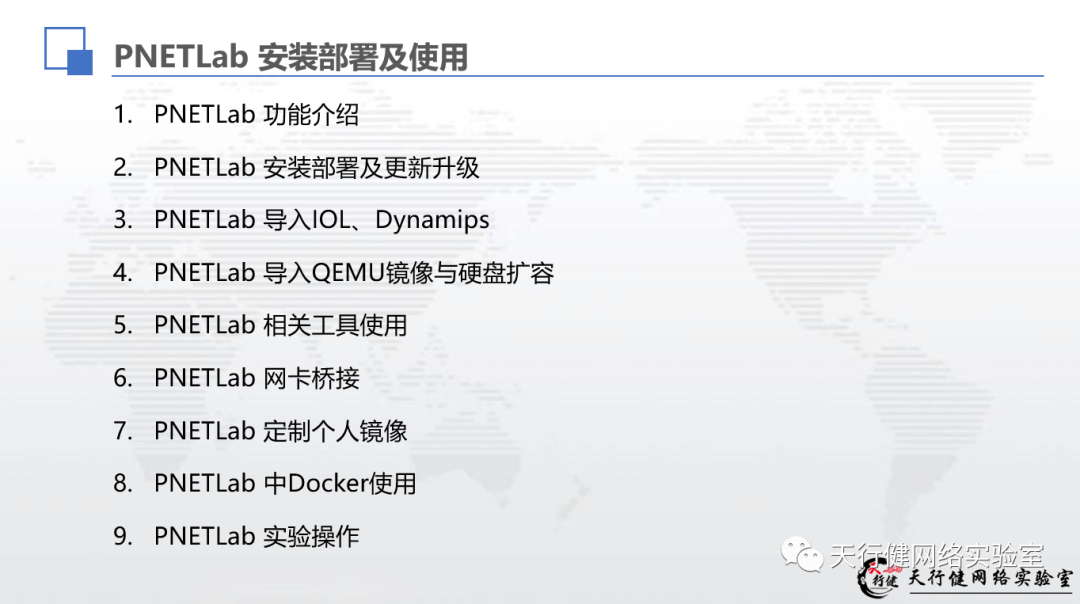 PNETLab 安装部署及使用
1. PNETLab 功能介绍
2. PNETLab 安装部署及更新升级
3. PNETLab 导入IOL、Dynamips
4. PNETLab 导入QEMU镜像与硬盘扩容
5. PNETLab 相关工具使用
6. PNETLab 网卡桥接
7. PNETLab 定制个人镜像
8. PNETLab 中Docker使用
9. PNETLab 实验操作
天行健网络实验室
天行健 天行健网络实验室